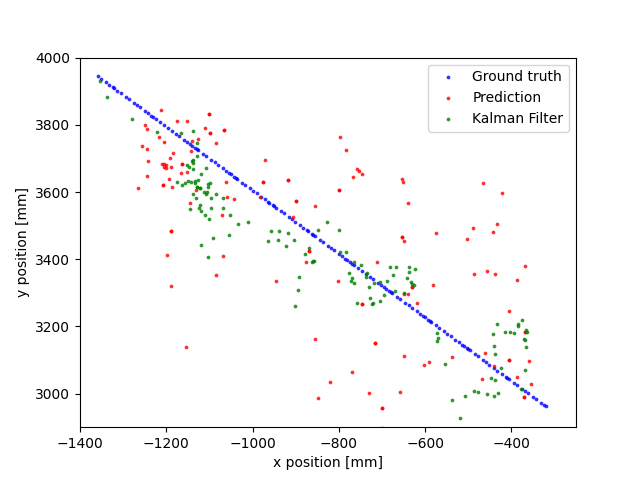 4000
3800
3600
3400
3200
3000
y position [mm]
Ground truth
Prediction
Kalman Filter
−1400 −1200 −1000 −800 −600 −400
x position [mm]